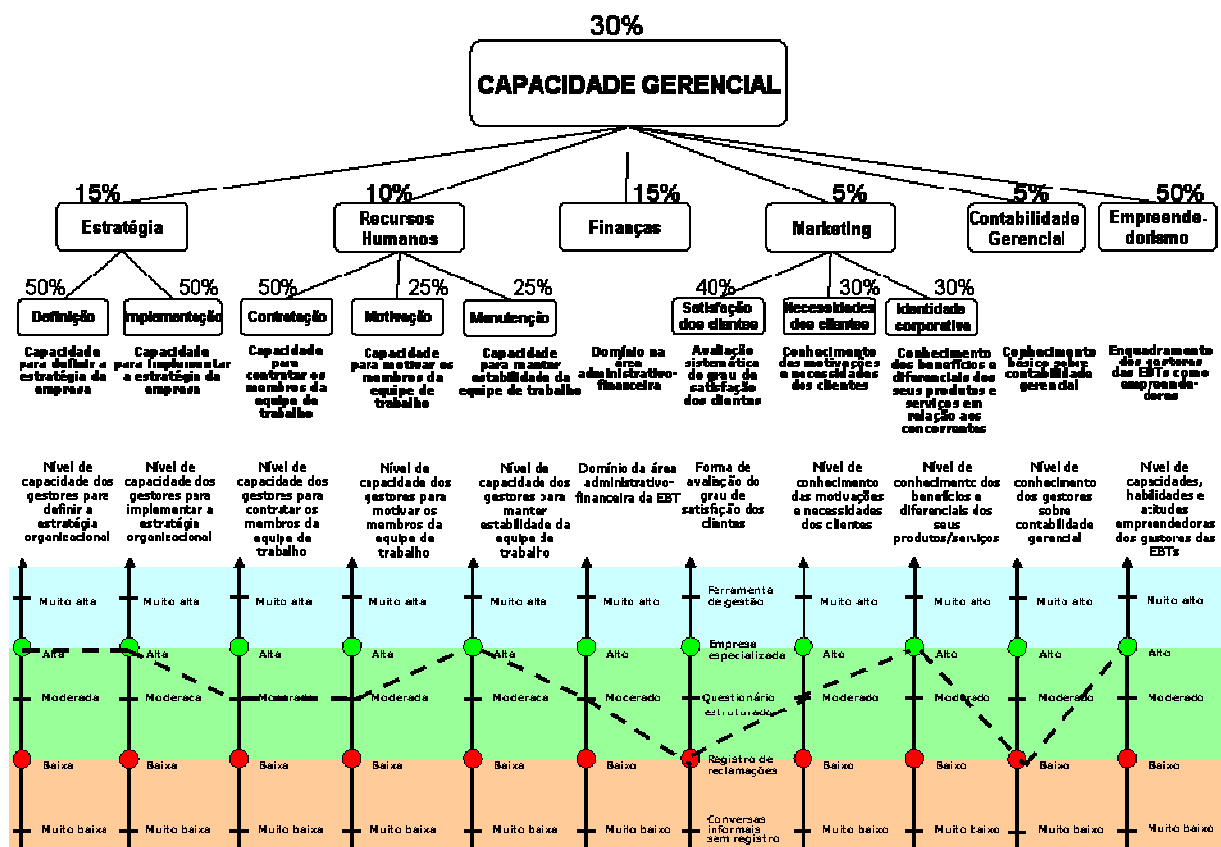 30%
CAPACIDADE GERENCIAL
15%
10%
15%
5%
5%
50%
Estratégia
Recursos
Humanos
Finanças
Marketing
Contabilidade
Gerencial
Empreende-
dorismo
50%
50%
50%
25%
25%
40%
30%
30%
Definição
Implementação
Contratação
Motivação
Manutenção
Satisfação
dos clientes
Necessidades
dos clientes
Identidade
corporativa
Capacidade
para definir a
estratégia da
empresa
Capacidade
para implementar
a estratégia da
empresa
Capacidade
para
contratar os
membros da
equipe de
trabalho
Capacidade
para motivar os
membros da
equipe de
trabalho
Capacidade
para manter
estabilidade da
equipe de trabalho
Domínio na
área
administrativo-
financeira
Avaliação
sistemática
do grau de
satisfação
dos clientes
Conhecimento
das motivações
e necessidades
dos clientes
Conhecimento
dos benefícios e
diferenciais dos
seus produtos e
serviços em
relação aos
concorrentes
Conhecimento
básico sobre
contabilidade
gerencial
Enquadramento
dos gestores
das EBTs como
empreende-
dores
Nível de
capacidade dos
gestores para
definir a
estratégia
organizacional
Nível de
capacidade dos
gestores para
implementar a
estratégia
organizacional
Nível de
capacidade dos
gestores para
contratar os
membros da
equipe de
trabalho
Nível de
capacidade dos
gestores para
motivar os
membros da
equipe de
trabalho
Nível de
capacidade dos
gestores para
manter
estabilidade da
equipe de
trabalho
Domínio da área
administrativo-
financeira da EBT
Forma de
avaliação do
grau de
satisfação dos
clientes
Nível de
conhecimento
das motivações
e necessidades
dos clientes
Nível de
conhecimento dos
benefícios e
diferenciais dos
seus
produtos/serviços
Nível de
conhecimento
dos gestores
sobre
contabilidade
gerencial
Nível de
capacidades,
habilidades e
atitudes
empreendedoras
dos gestores das
EBTs
Muito alta
Muito alta
Muito alta
Muito alta
Muito alta
Muito alto
Ferramenta
de gestão
Muito alto
Muito alto
Muito alto
Muito alto
Alta
Alta
Alta
Alta
Alta
Alto
Empresa
especializada
Alto
Alto
Alto
Alto
Moderada
Moderada
Moderada
Moderada
Moderada
Moderado
Questionário
estruturado
Moderado
Moderado
Moderado
Moderado
Baixa
Baixa
Baixa
Baixa
Baixa
Baixo
Registro de
reclamações
Baixo
Baixo
Baixo
Baixo
Muito baixa
Muito baixa
Muito baixa
Muito baixa
Muito baixa
Muito baixo
Conversas
informais
sem registro
Muito baixo
Muito baixo
Muito baixo
Muito baixo